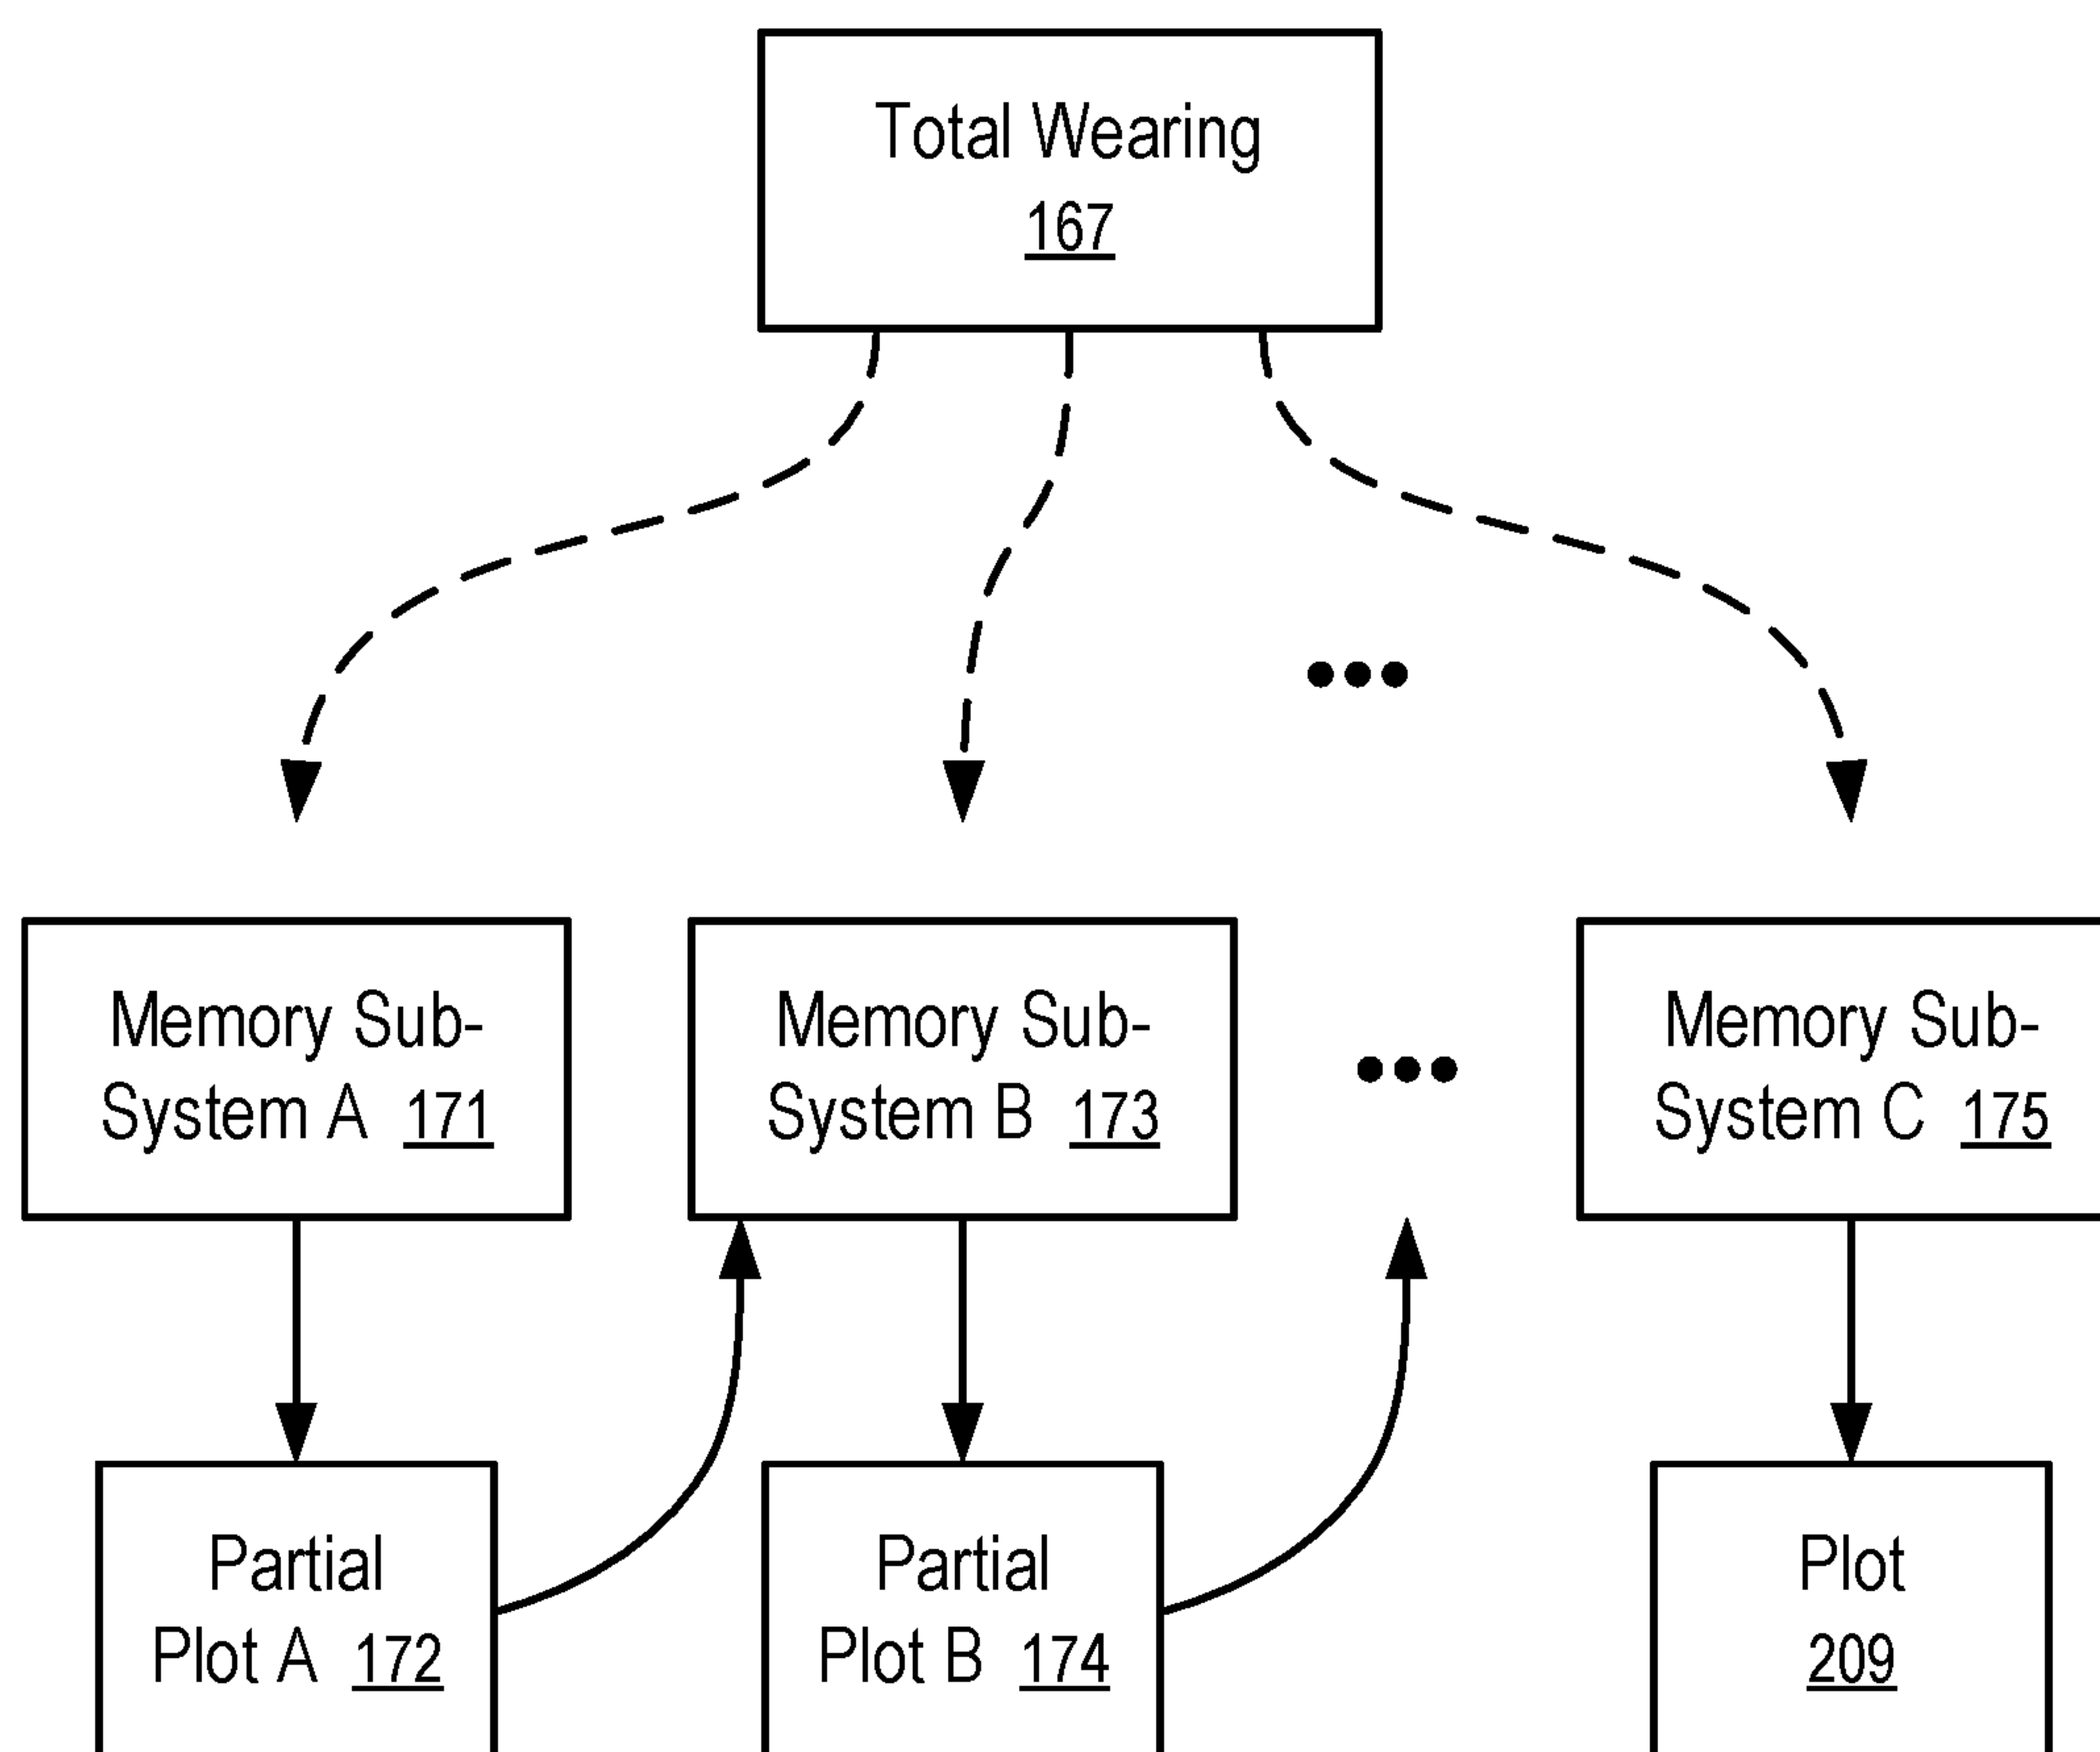 Total Wearing
167
Memory Sub-
System A 171
Memory Sub-
System B 173
Memory Sub-
System C 175
Partial
Plot A 172
Partial
Plot B 174
Plot
209